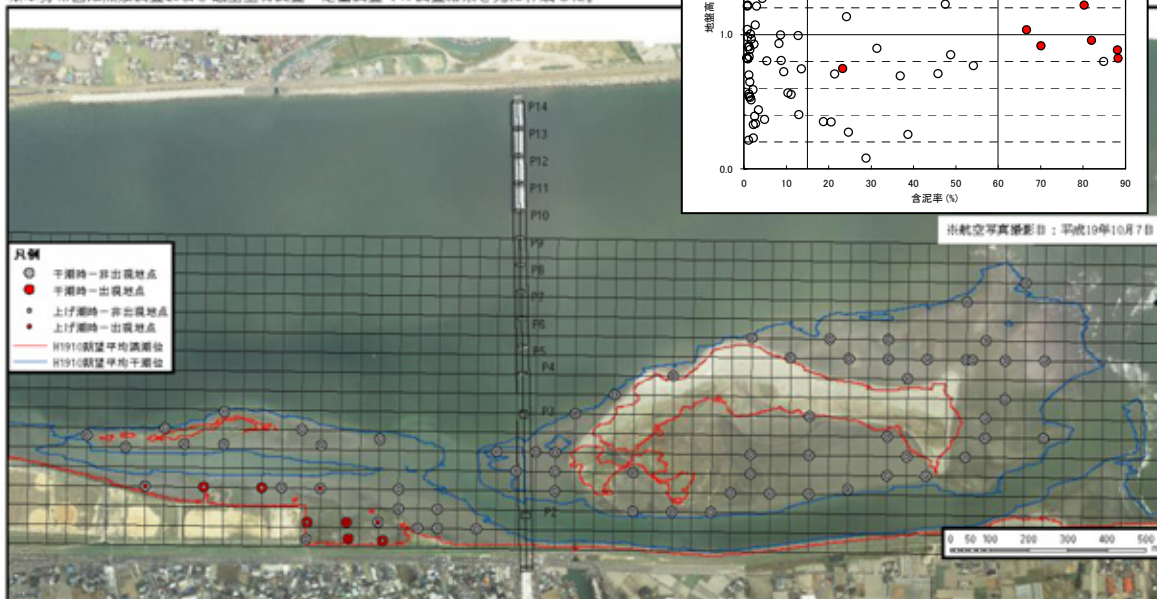 地盤高
1.0
0.0
0 10 20 30 40 50 60 70 80 90
含泥率(%)
※航空写真撮影日:平成19年10月7日
P14
P13
P12
P11
P10
P9
P8
P7
P6
P5
P4
P3
P2
凡例
干潮時－非出現地点
干潮時－出現地点
上げ潮時－非出現地点
上げ潮時－出現地点
H1910朔望平均満潮位
H1910朔望平均干潮位
0 50 100 200 300 400 500